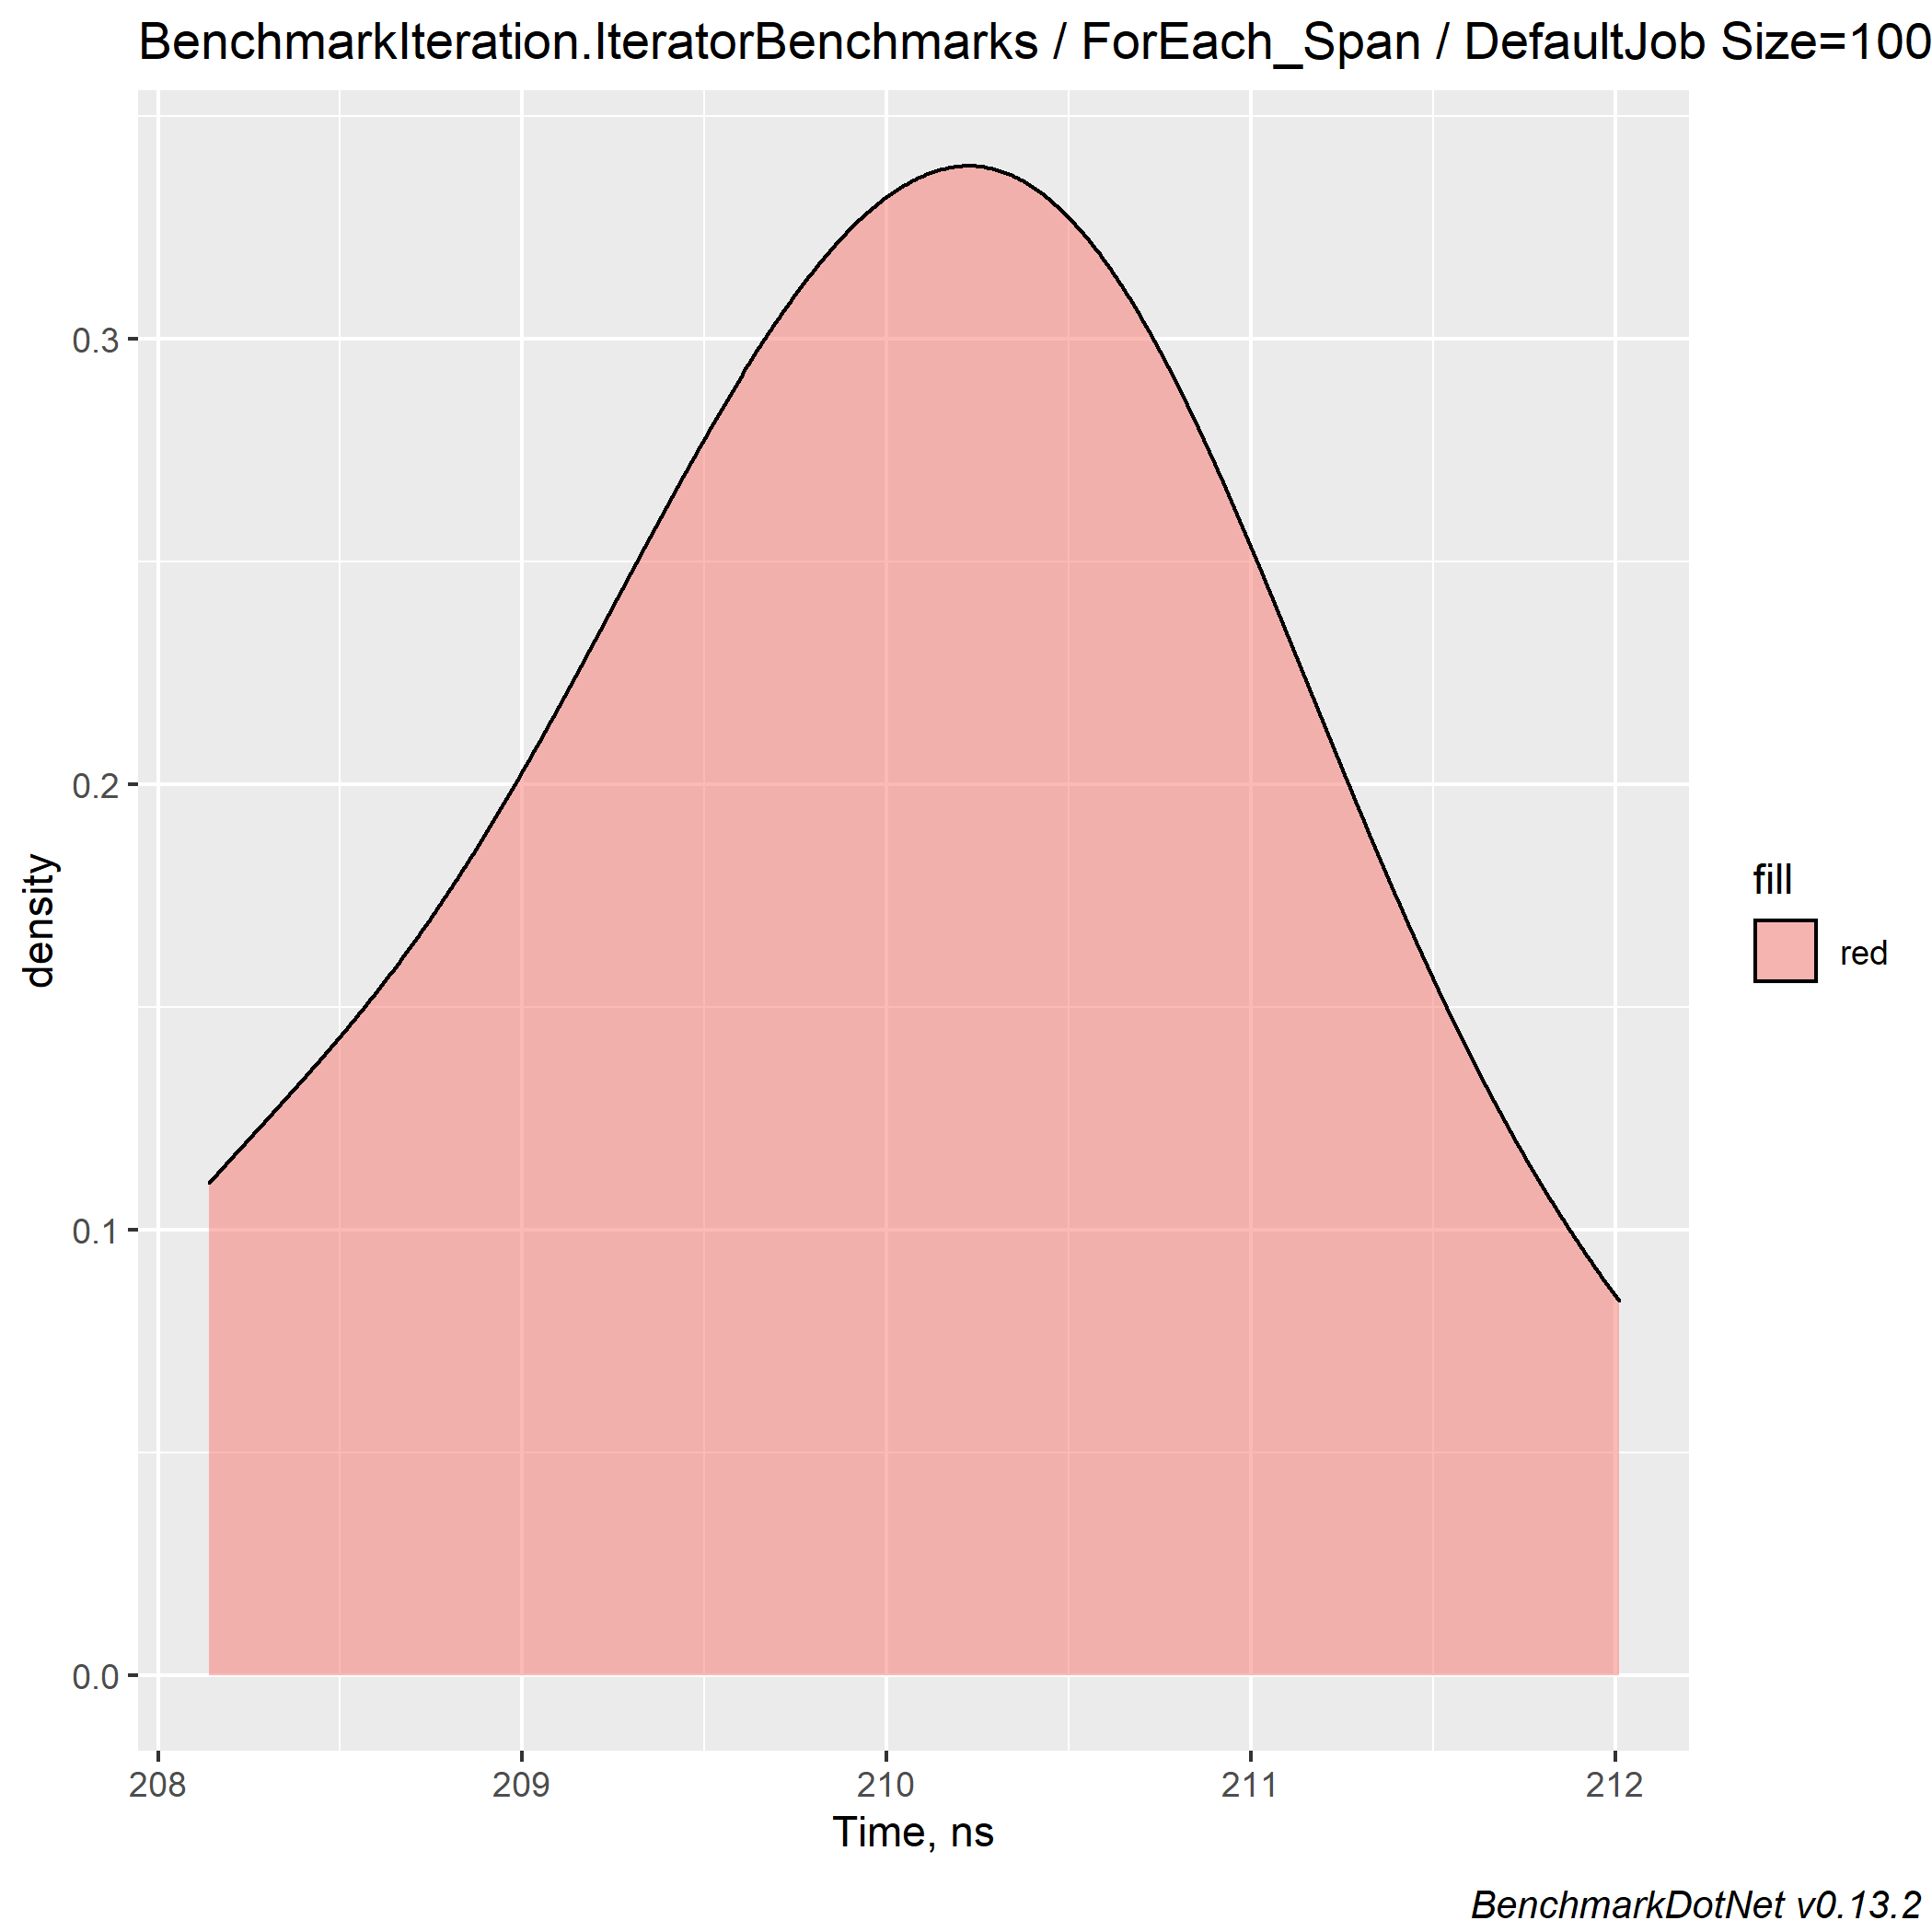 BenchmarkIteration.IteratorBenchmarks / ForEach_Span / DefaultJob Size=100
density
0.3
0.2
0.1
0.0
208 209 210 211 212
Time, ns
fill
red
BenchmarkDotNet v0.13.2